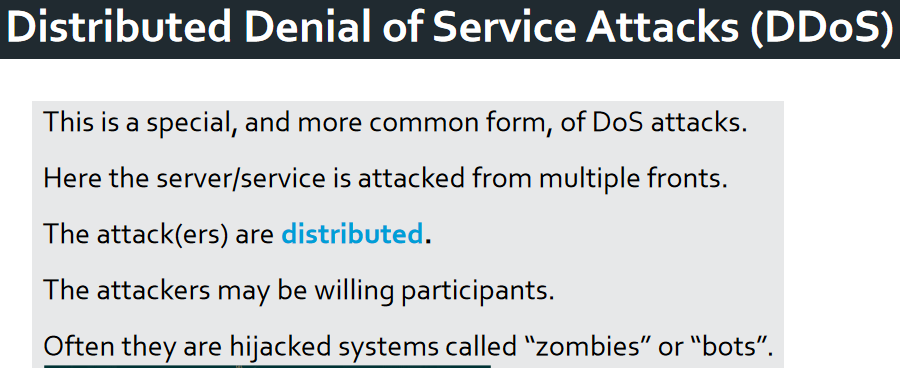 Distributed Denial of Service Attacks (DDoS)
This is a special, and more common form, of DoS attacks.
Here the server/service is attacked from multiple fronts.
The attack(ers) are distributed.
The attackers may be willing participants.
Often they are hijacked systems called “zombies” or “bots”.